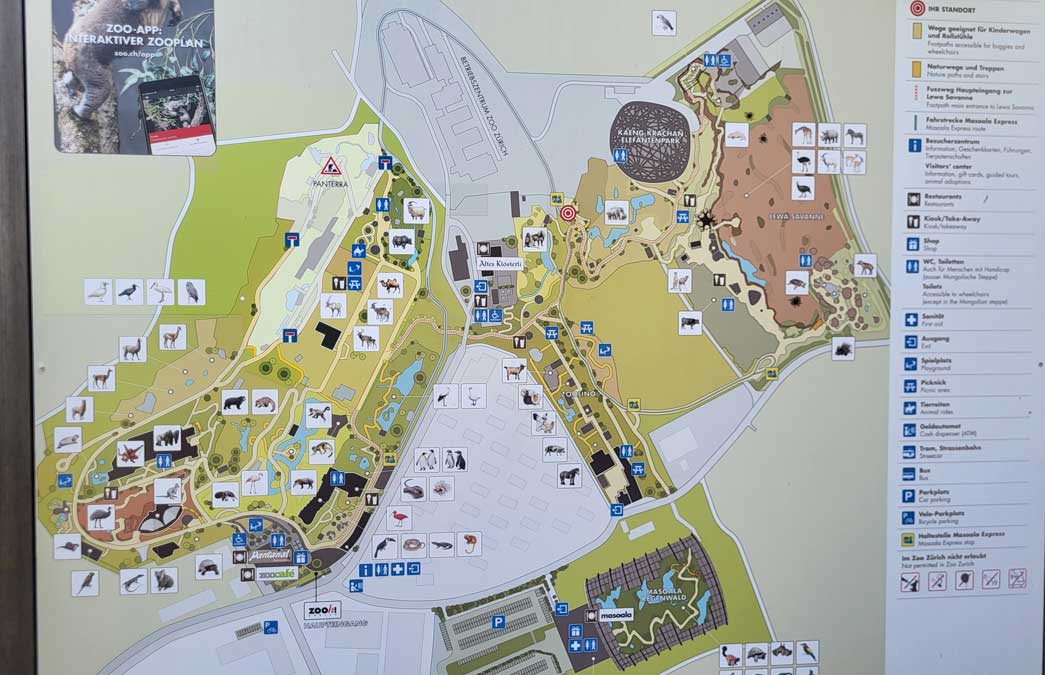 ZOO-APP:
INTERAKTIVER ZOOPLAN
zoo.ch/apps
BETRIEBSZENTRUM ZOO ZÜRICH
PANTERRA
KAENG KRACHAN
ELEFANTENPARK
LEWA SAVANNE
Altes Klösterli
ZOOLINO
Pantanal
zoocafé
zoo/it
HAUPTEINGANG
P
P
MASOALA
REGENWALD
masoala
IHR STANDORT
Wege geeignet für Kinderwagen
und Rollstühle
Footpaths accessible for buggies and
wheelchairs
Naturwege und Treppen
Nature paths and stairs
Fussweg Haupteingang zur
Lewa Savanne
Footpath main entrance to Lewa Savanna
Fahrstrecke Masoala Express
Masoala Express route
Besucherzentrum
Information, Geschenkkarten, Führungen,
Tierpatenschaften
Visitors' center
Information, gift cards, guided tours,
animal adoptions
Restaurants
Restaurants
Kiosk/Take-Away
Kiosk/takeaway
Shop
Shop
WC, Toiletten
Auch für Menschen mit Handicap
(ausser Mongolische Steppe)
Toilets
Accessible to wheelchairs
(except in the Mongolian steppe)
Sanität
First aid
Ausgang
Exit
Spielplatz
Playground
Picknick
Picnic area
Tierreiten
Animal rides
Geldautomat
Cash dispenser (ATM)
Tram, Strassenbahn
Streetcar
Bus
Bus
P
Parkplatz
Car parking
Velo-Parkplatz
Bicycle parking
Haltestelle Masoala Express
Masoala Express stop
Im Zoo Zürich nicht erlaubt
Not permitted in Zoo Zurich